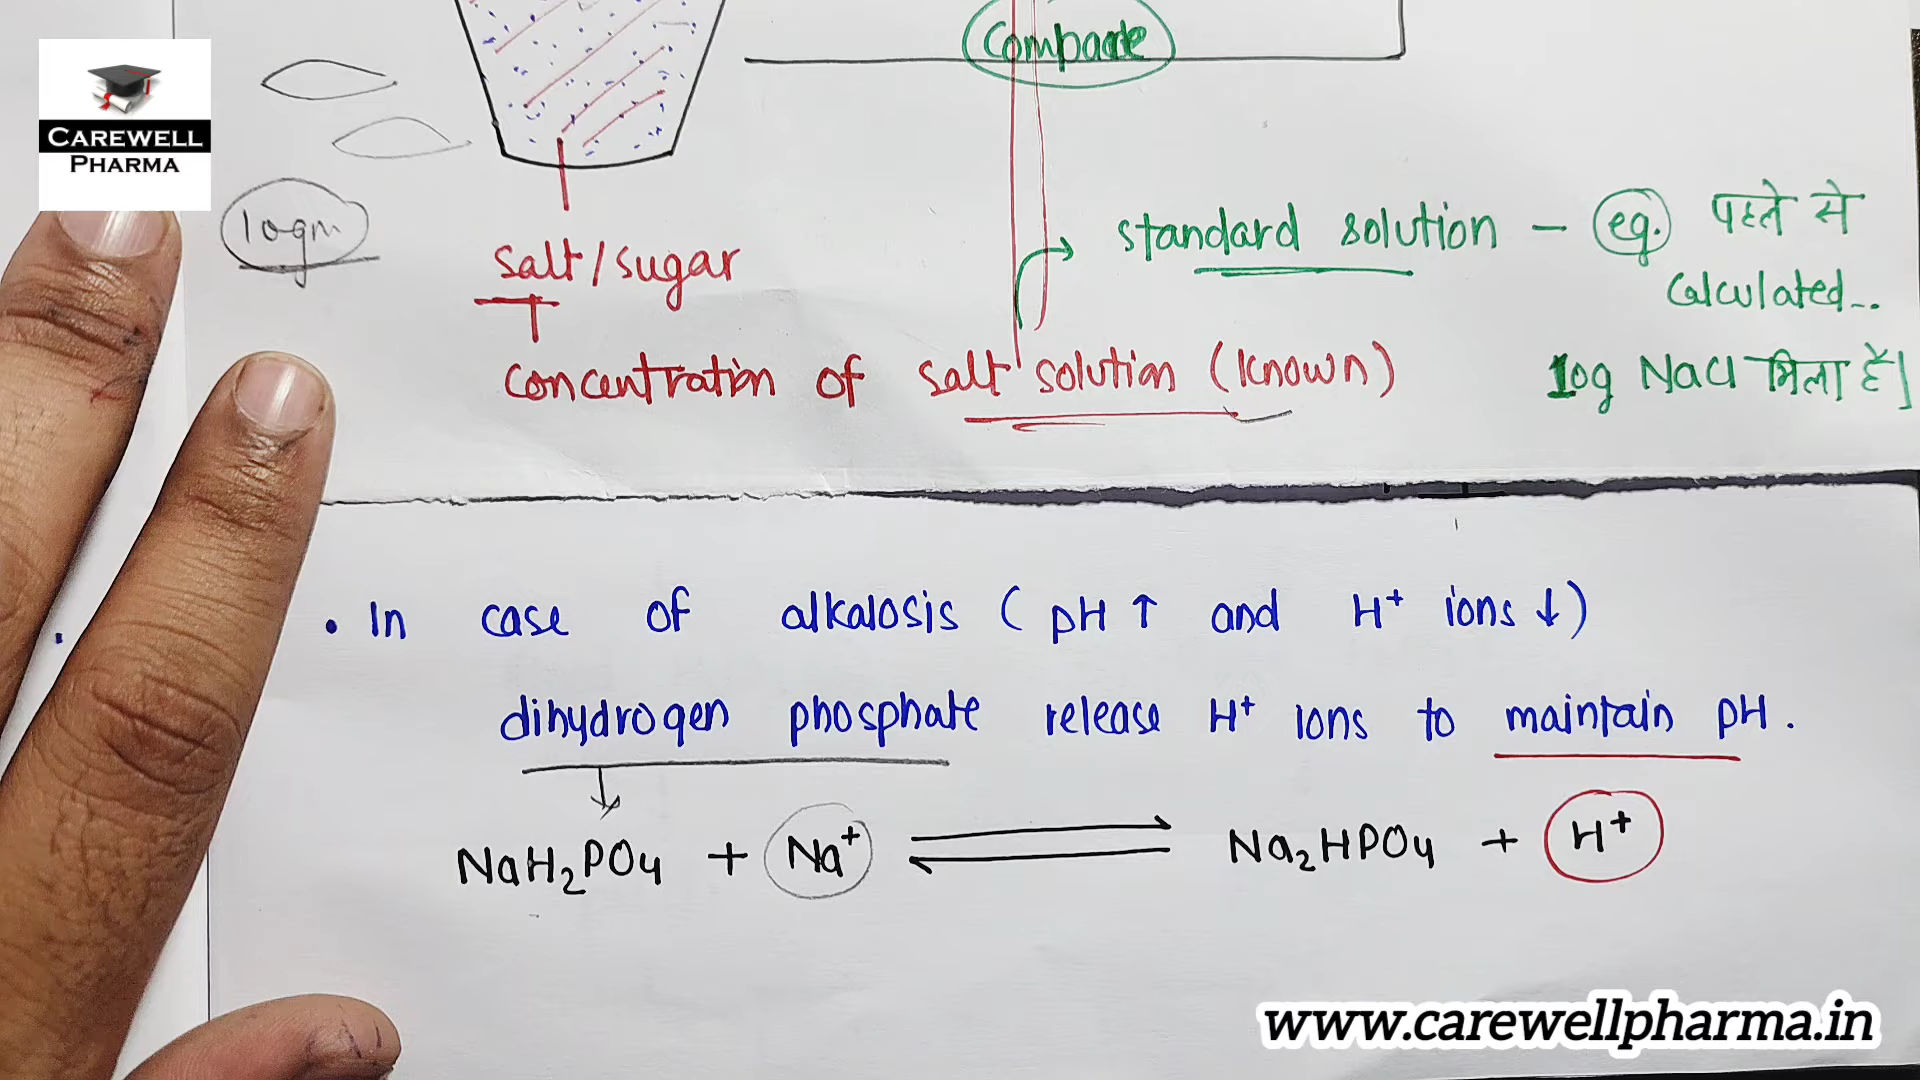 Compare
CAREWELL
PHARMA
10gm
standard solution – eg. पहले से
calculated...
salt/sugar
concentration of salt solution (known)
10g NaCl मिला है।
• In case of alkalosis (pH ↑ and H⁺ ions ↓)
dihydrogen phosphate release H⁺ ions to maintain pH.
NaH₂PO₄ + Na⁺ ⇌ Na₂HPO₄ + H⁺
www.carewellpharma.in